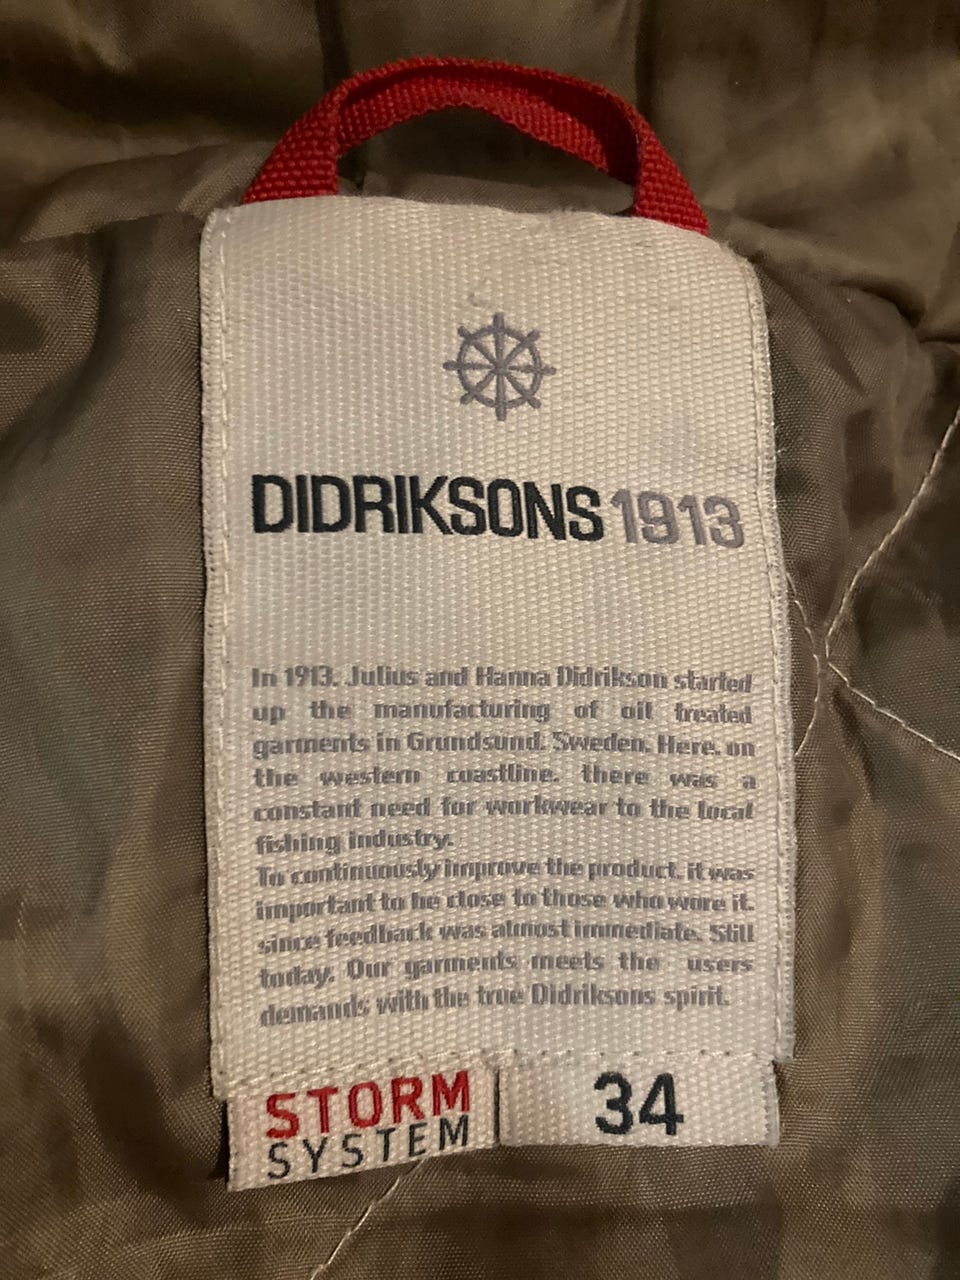 DIDRIKSONS 1913
In 1913, Julius and Hanna Didrikson started
up the manufacturing of oil treated
garments in Grundsund, Sweden. Here, on
the western coastline, there was a
constant need for workwear to the local
fishing industry.
To continuously improve the product, it was
important to be close to those who wore it,
since feedback was almost immediate. Still
today, Our garments meets the users
demands with the true Didriksons spirit.
STORM
SYSTEM
34